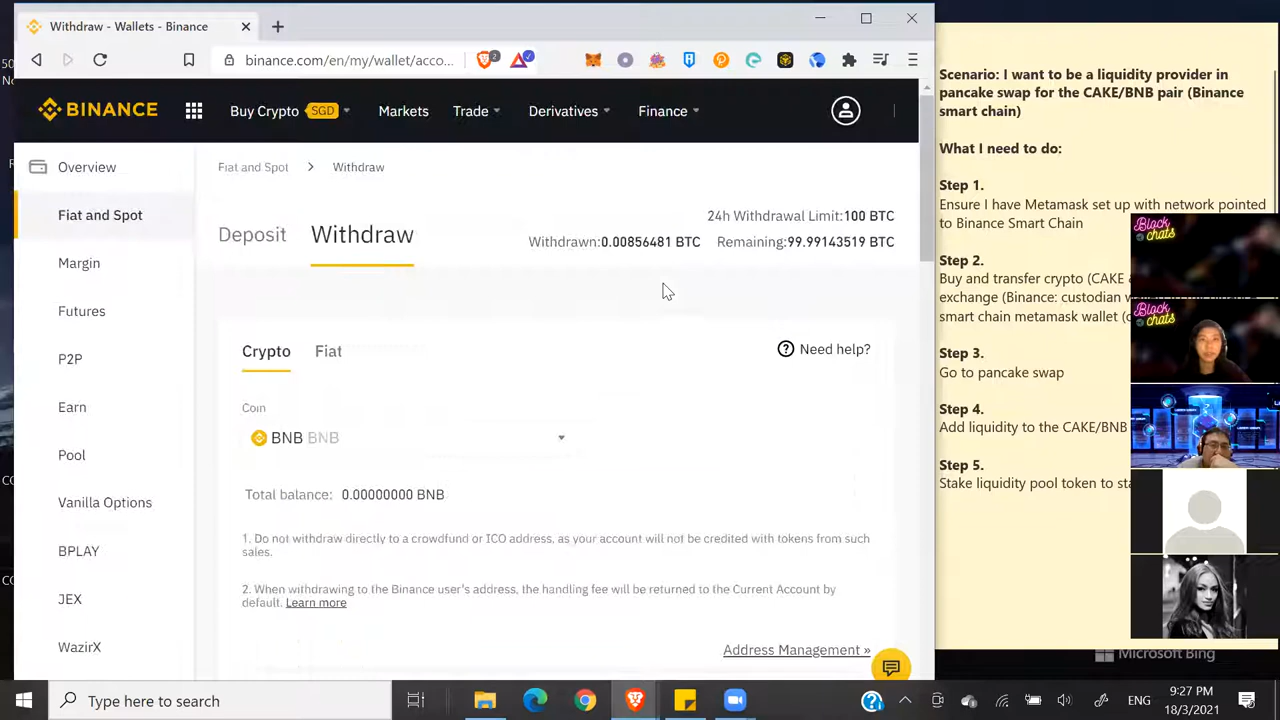 Withdraw - Wallets - Binance
binance.com/en/my/wallet/acco...
2
BINANCE
Buy Crypto SGD
Markets
Trade
Derivatives
Finance
Overview
Fiat and Spot
Margin
Futures
P2P
Earn
Pool
Vanilla Options
BPLAY
JEX
WazirX
Fiat and Spot > Withdraw
Deposit
Withdraw
24h Withdrawal Limit:100 BTC
Withdrawn:0.00856481 BTC Remaining:99.99143519 BTC
Crypto
Fiat
Need help?
Coin
BNB BNB
Total balance: 0.00000000 BNB
1. Do not withdraw directly to a crowdfund or ICO address, as your account will not be credited with tokens from such
sales.
2. When withdrawing to the Binance user's address, the handling fee will be returned to the Current Account by
default. Learn more
Address Management »
Scenario: I want to be a liquidity provider in
pancake swap for the CAKE/BNB pair (Binance
smart chain)
What I need to do:
Step 1.
Ensure I have Metamask set up with network pointed
to Binance Smart Chain
Step 2.
Buy and transfer crypto (CAKE
exchange (Binance: custodian
smart chain metamask wallet
Step 3.
Go to pancake swap
Step 4.
Add liquidity to the CAKE/BNB
Step 5.
Stake liquidity pool token to
Block
chats
Block
chats
Microsoft Bing
Type here to search
ENG
9:27 PM
18/3/2021